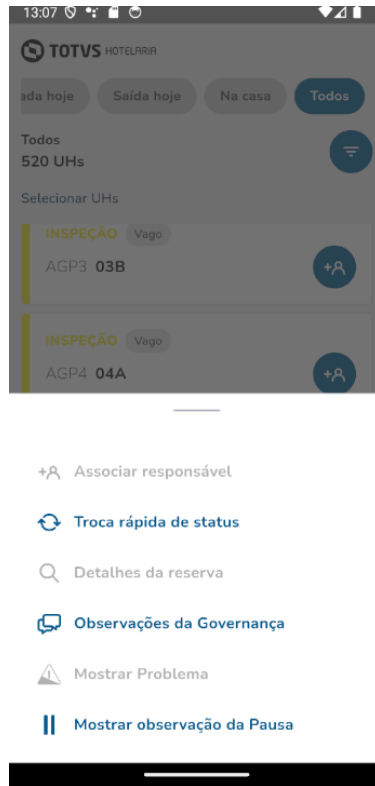 13:07
TOTVS HOTELARIA
ada hoje
Saída hoje
Na casa
Todos
Todos
520 UHs
Selecionar UHs
INSPEÇÃO Vago
AGP3 03B
INSPEÇÃO Vago
AGP4 04A
Associar responsável
Troca rápida de status
Detalhes da reserva
Observações da Governança
Mostrar Problema
Mostrar observação da Pausa